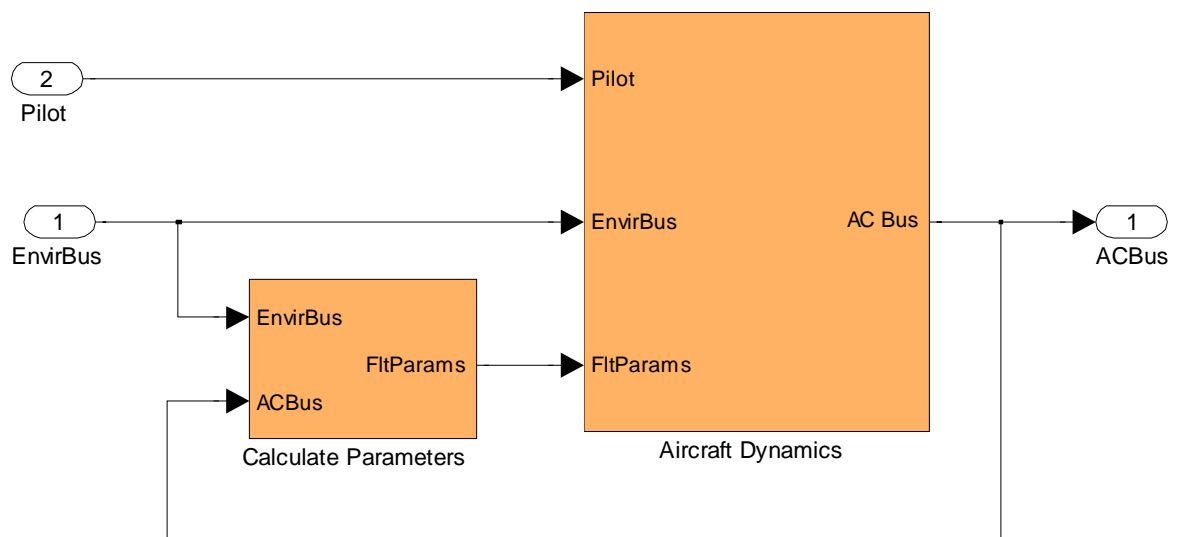 2
Pilot
Pilot
1
EnvirBus
EnvirBus
AC Bus
1
ACBus
EnvirBus
FltParams
ACBus
Calculate Parameters
FltParams
Aircraft Dynamics